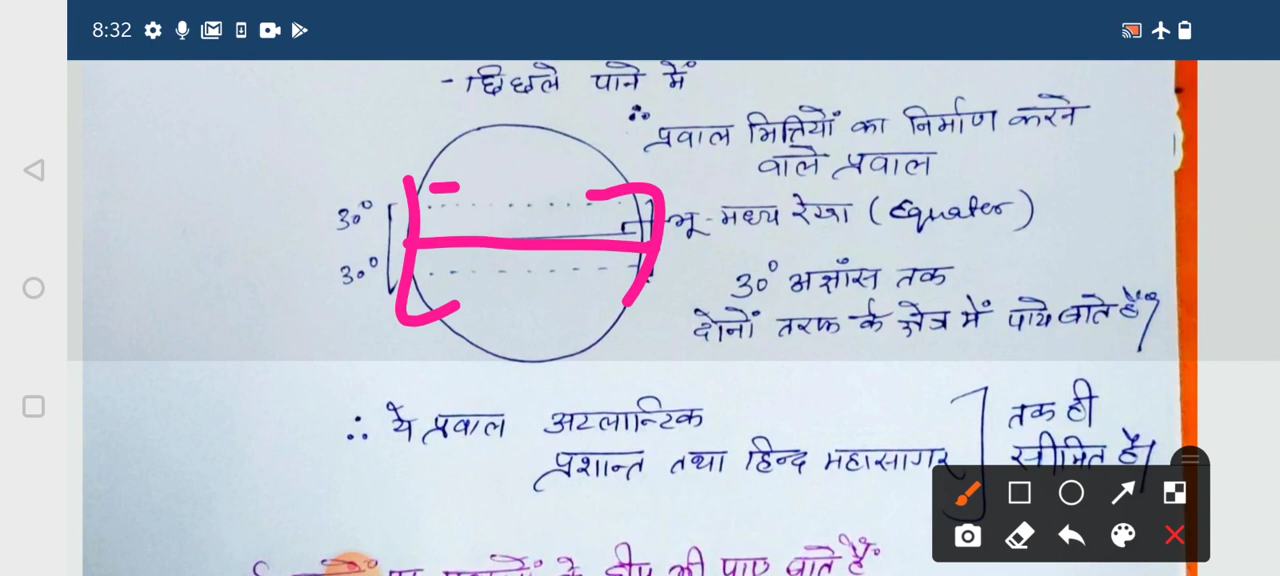 8:32
- छिछले पाने में
∴ प्रवाल भित्तियों का निर्माण करने
वाले प्रवाल
30°
भू-मध्य रेखा (Equater)
30°
30° अक्षांस तक
दोनों तरफ के क्षेत्र में पाये जाते हैं
∴ ये प्रवाल अटलान्टिक
प्रशान्त तथा हिन्द महासागर
तक ही
सीमित है
की पाए जाते हैं